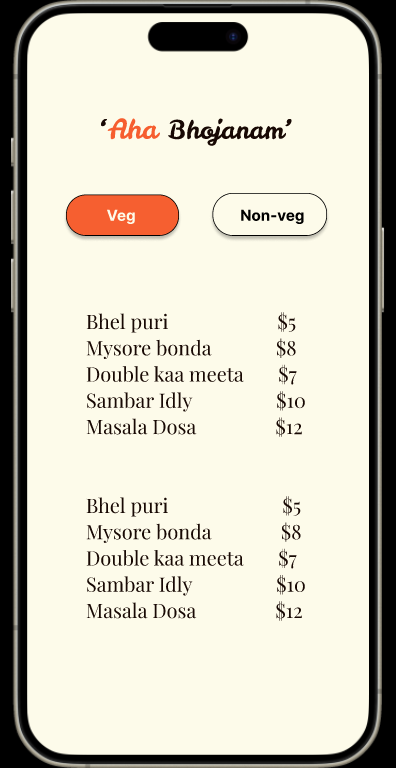 ‘Aha Bhojanam’
Veg Non-veg
Bhel puri $5
Mysore bonda $8
Double kaa meeta $7
Sambar Idly $10
Masala Dosa $12
Bhel puri $5
Mysore bonda $8
Double kaa meeta $7
Sambar Idly $10
Masala Dosa $12